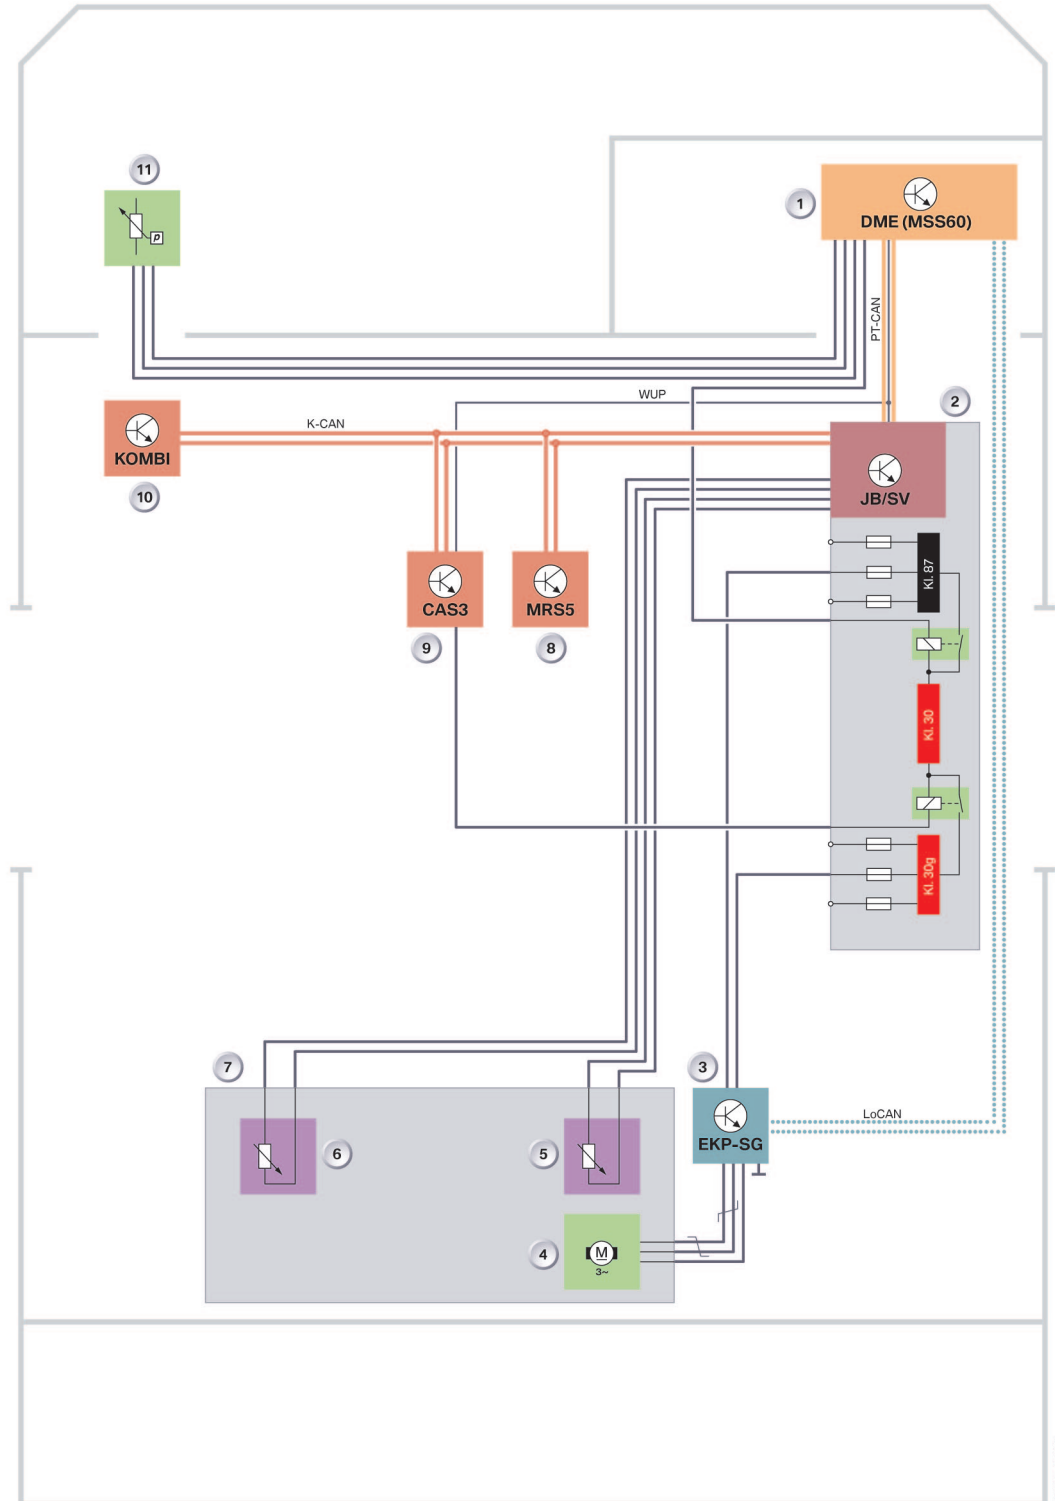 11
1
DME (MSS60)
p
PT-CAN
WUP
2
K-CAN
KOMBI
10
JB/SV
Kl. 87
CAS3
MRS5
9
8
Kl. 30
Kl. 30g
7
3
LoCAN
EKP-SG
6
5
4
M
3~